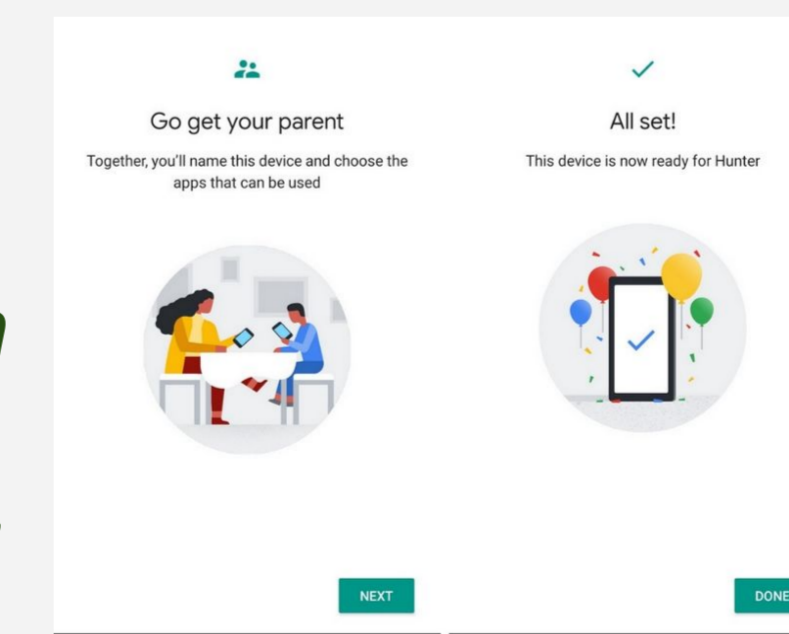 Go get your parent
Together, you'll name this device and choose the
apps that can be used
NEXT
All set!
This device is now ready for Hunter
DONE